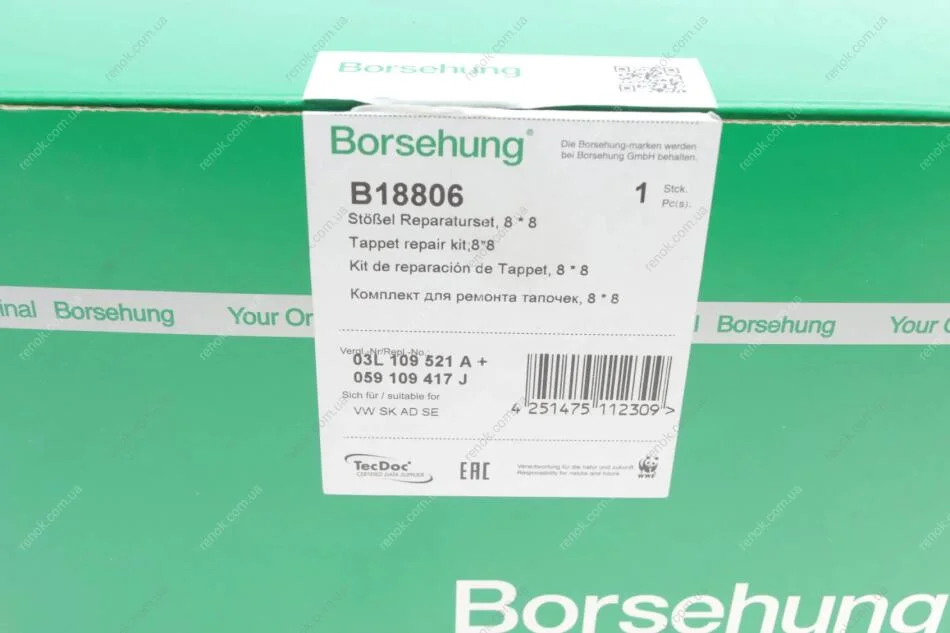 Borsehung
Borsehung®
Die Borsehung-marken werden
bei Borsehung GmbH behalten.
B18806
1 Stck.
Pc(s).
Stößel Reparaturset, 8 * 8
Tappet repair kit,8*8
Kit de reparación de Tappet, 8 * 8
Комплект для ремонта тапочек, 8 * 8
inal Borsehung Your Or
l Borsehung Your O
Vergl.-Nr/Repl.-No.:
03L 109 521 A +
059 109 417 J
Sich für / suitable for
VW SK AD SE
4 251475 112309 >
TecDoc®
CERTIFIED DATA SUPPLIER
EAC
Verantwortung für die natur und zukunft
Responsibility for nature and future
WWF
Borsehung
renok.com.ua